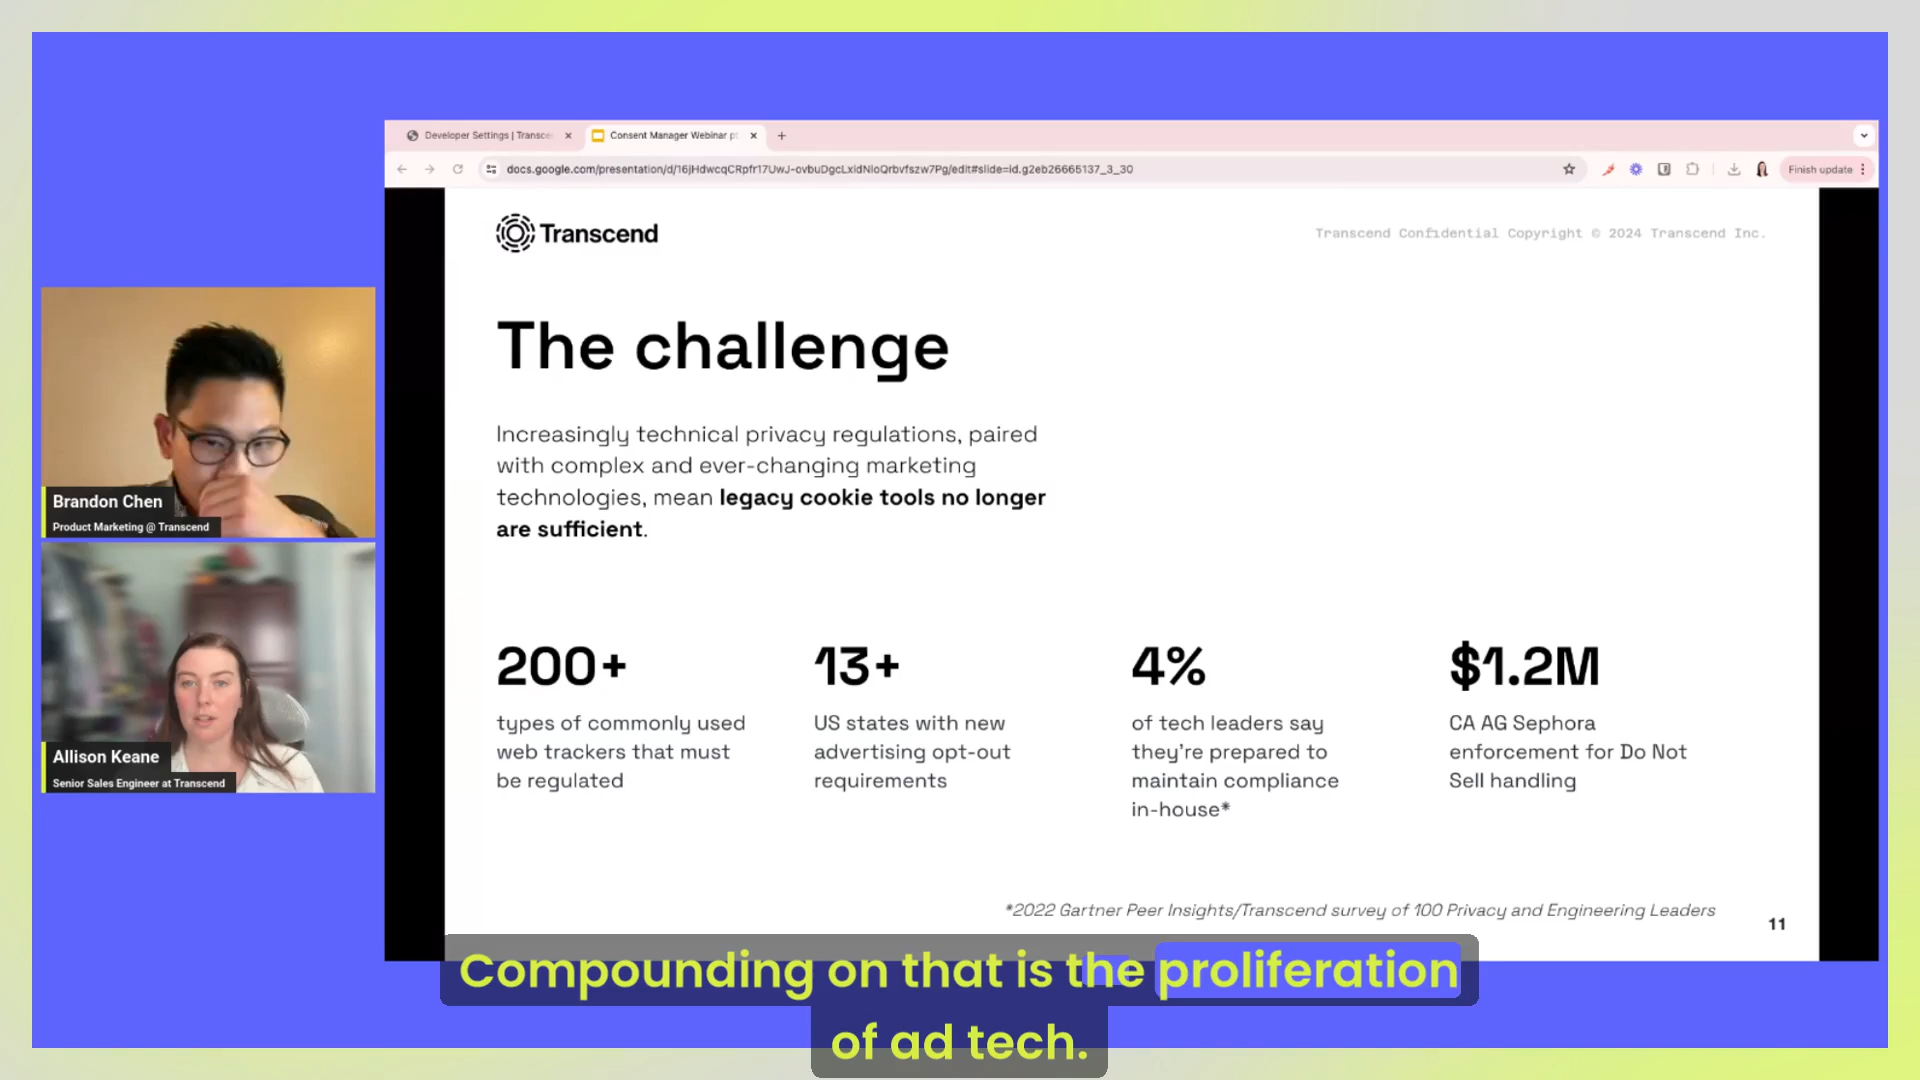 Developer Settings | Transce
Consent Manager Webinar p
docs.google.com/presentation/d/16jHdwcqCRpfr17UwJ-ovbuDgcLxidNloQrbvfszw7Pg/edit#slide=id.g2eb26665137_3_30
Finish update
Transcend
Transcend Confidential Copyright © 2024 Transcend Inc.
The challenge
Increasingly technical privacy regulations, paired
with complex and ever-changing marketing
technologies, mean legacy cookie tools no longer
are sufficient.
200+
types of commonly used
web trackers that must
be regulated
13+
US states with new
advertising opt-out
requirements
4%
of tech leaders say
they're prepared to
maintain compliance
in-house*
$1.2M
CA AG Sephora
enforcement for Do Not
Sell handling
*2022 Gartner Peer Insights/Transcend survey of 100 Privacy and Engineering Leaders
11
Brandon Chen
Product Marketing @ Transcend
Allison Keane
Senior Sales Engineer at Transcend
Compounding on that is the proliferation
of ad tech.